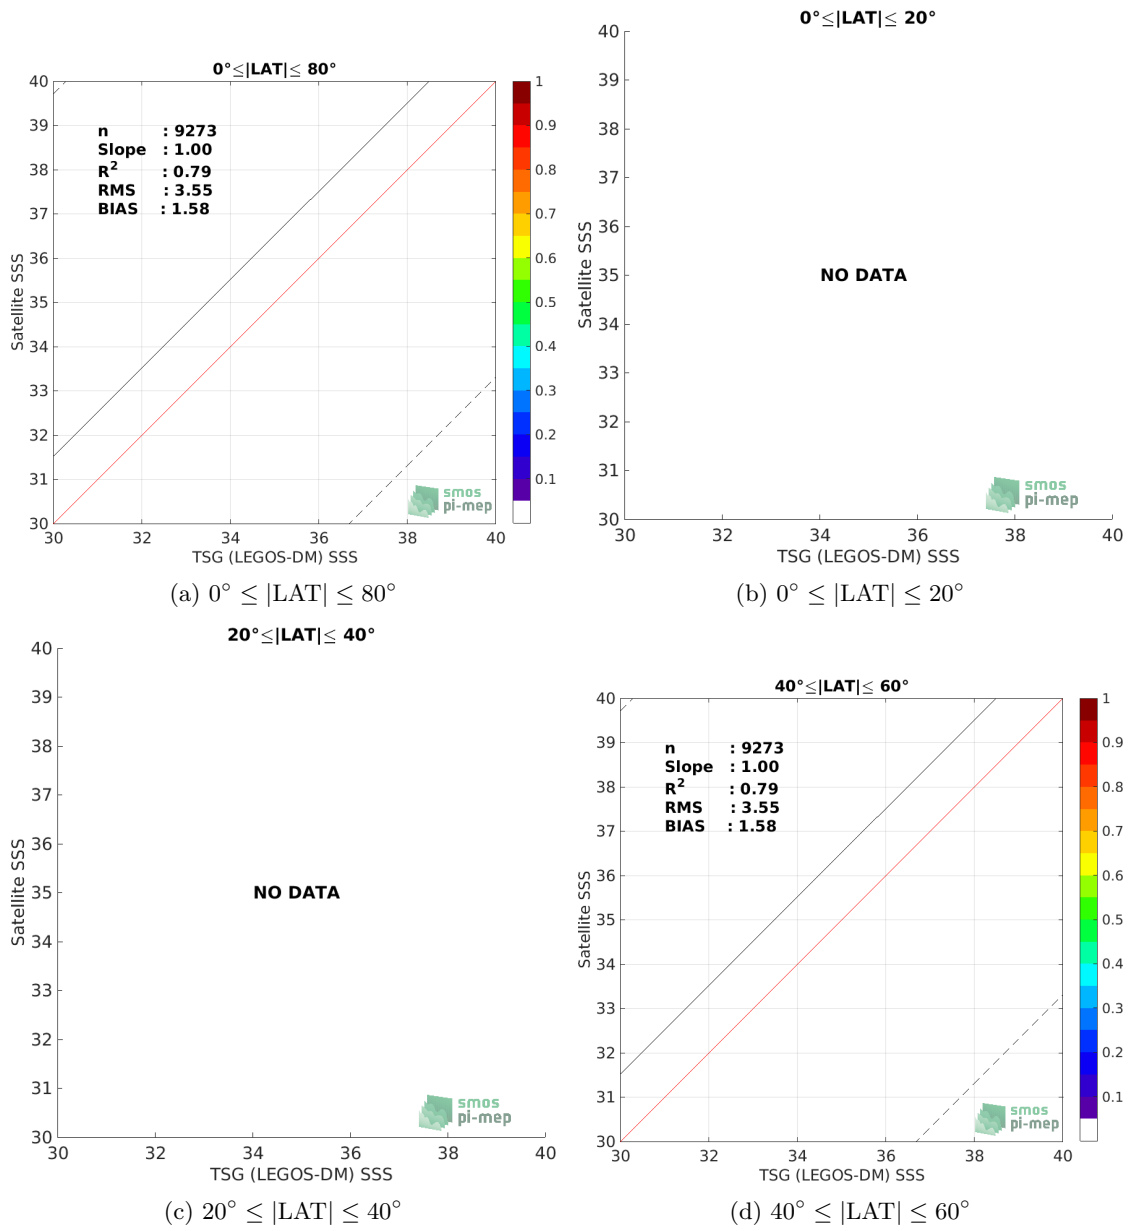 0°≤|LAT|≤ 80°
40
39
38
37
36
35
34
33
32
31
30
Satellite SSS
n : 9273
Slope : 1.00
R² : 0.79
RMS : 3.55
BIAS : 1.58
smos
pi-mep
30 32 34 36 38 40
TSG (LEGOS-DM) SSS
1
0.9
0.8
0.7
0.6
0.5
0.4
0.3
0.2
0.1
(a) 0° ≤ |LAT| ≤ 80°
0°≤|LAT|≤ 20°
40
39
38
37
36
35
34
33
32
31
30
Satellite SSS
NO DATA
smos
pi-mep
30 32 34 36 38 40
TSG (LEGOS-DM) SSS
(b) 0° ≤ |LAT| ≤ 20°
20°≤|LAT|≤ 40°
40
39
38
37
36
35
34
33
32
31
30
Satellite SSS
NO DATA
smos
pi-mep
30 32 34 36 38 40
TSG (LEGOS-DM) SSS
(c) 20° ≤ |LAT| ≤ 40°
40°≤|LAT|≤ 60°
40
39
38
37
36
35
34
33
32
31
30
Satellite SSS
n : 9273
Slope : 1.00
R² : 0.79
RMS : 3.55
BIAS : 1.58
smos
pi-mep
30 32 34 36 38 40
TSG (LEGOS-DM) SSS
1
0.9
0.8
0.7
0.6
0.5
0.4
0.3
0.2
0.1
(d) 40° ≤ |LAT| ≤ 60°